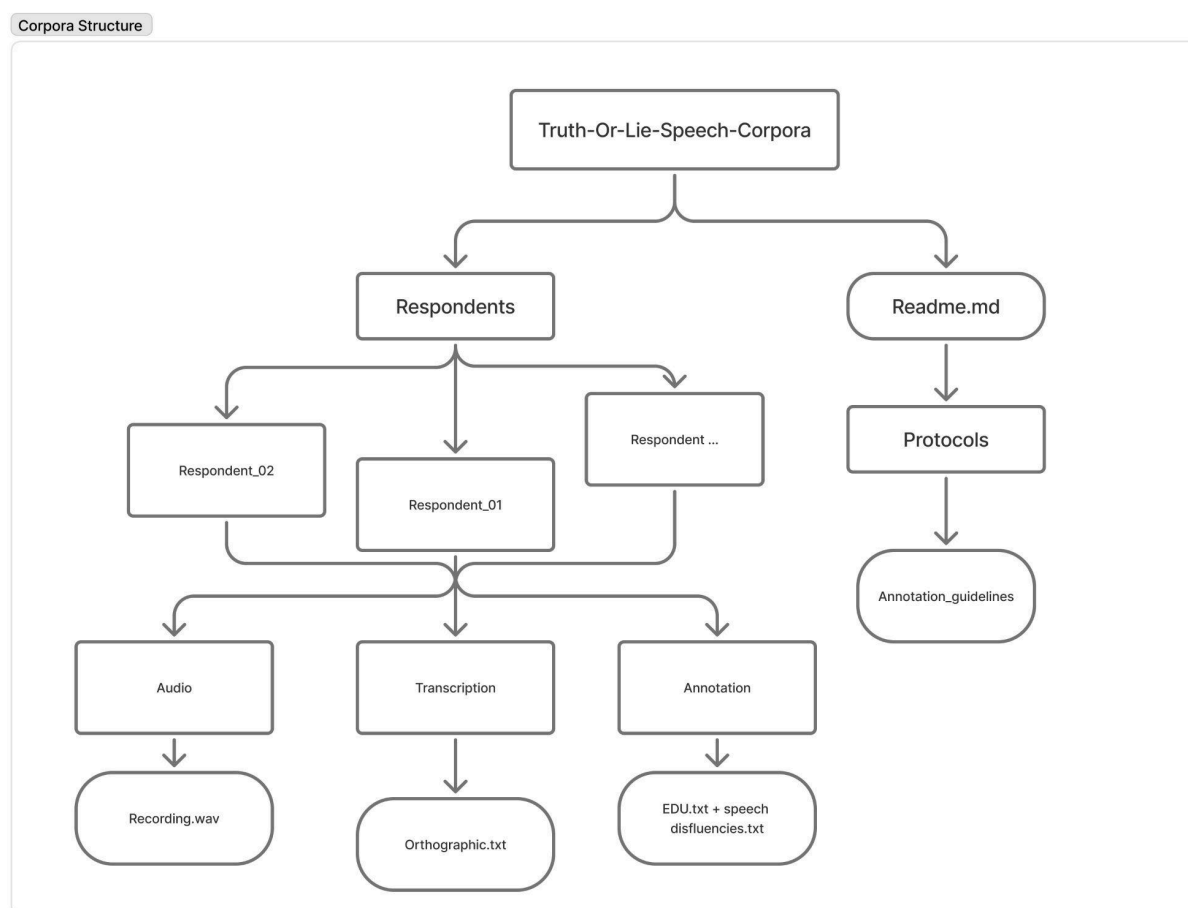 Corpora Structure
Truth-Or-Lie-Speech-Corpora
Respondents
Readme.md
Respondent_02
Respondent_01
Respondent ...
Protocols
Annotation_guidelines
Audio
Transcription
Annotation
Recording.wav
Orthographic.txt
EDU.txt + speech
disfluencies.txt